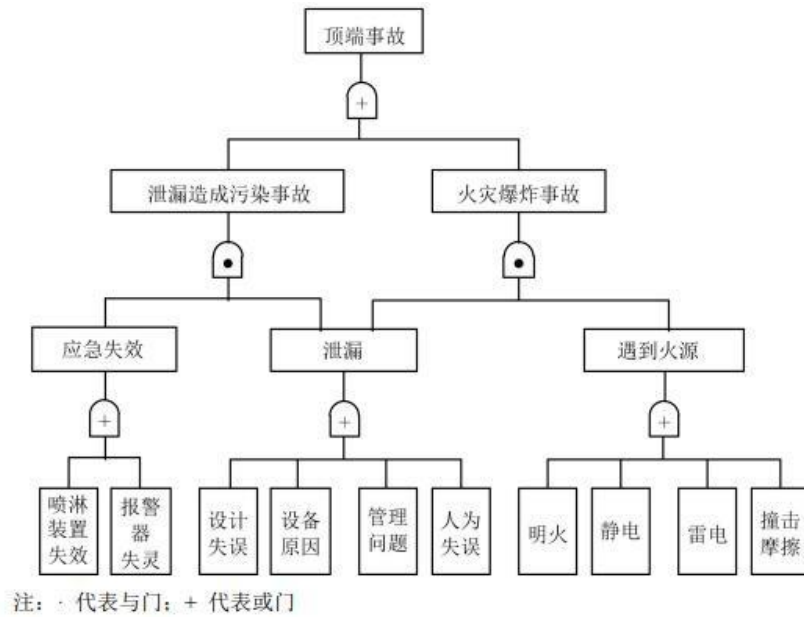 顶端事故
+
泄漏造成污染事故
火灾爆炸事故
•
•
应急失效
泄漏
遇到火源
+
+
+
喷淋
装置
失效
报警
器
失灵
设计
失误
设备
原因
管理
问题
人为
失误
明火
静电
雷电
撞击
摩擦
注：· 代表与门；+ 代表或门